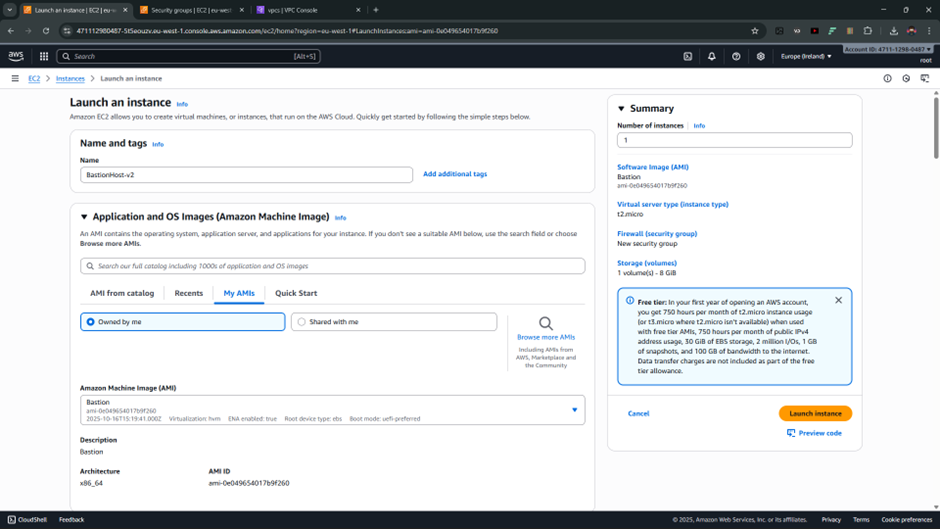 Launch an instance | EC2 | eu-w
Security groups | EC2 | eu-west
vpcs | VPC Console
471112980487-5t5eouzv.eu-west-1.console.aws.amazon.com/ec2/home?region=eu-west-1#LaunchInstances:ami=ami-0e049654017b9f260
aws
Search
[Alt+S]
Europe (Ireland)
Account ID: 4711-1298-0487
root
EC2
Instances
Launch an instance
Launch an instance Info
Amazon EC2 allows you to create virtual machines, or instances, that run on the AWS Cloud. Quickly get started by following the simple steps below.
Name and tags Info
Name
BastionHost-v2
Add additional tags
Application and OS Images (Amazon Machine Image) Info
An AMI contains the operating system, application server, and applications for your instance. If you don't see a suitable AMI below, use the search field or choose
Browse more AMIs.
Search our full catalog including 1000s of application and OS images
AMI from catalog
Recents
My AMIs
Quick Start
Owned by me
Shared with me
Browse more AMIs
Including AMIs from
AWS, Marketplace and
the Community
Amazon Machine Image (AMI)
Bastion
ami-0e049654017b9f260
2025-10-16T15:19:41.000Z Virtualization: hvm ENA enabled: true Root device type: ebs Boot mode: uefi-preferred
Description
Bastion
Architecture
AMI ID
x86_64
ami-0e049654017b9f260
Summary
Number of instances Info
1
Software Image (AMI)
Bastion
ami-0e049654017b9f260
Virtual server type (instance type)
t2.micro
Firewall (security group)
New security group
Storage (volumes)
1 volume(s) - 8 GiB
Free tier: In your first year of opening an AWS account,
you get 750 hours per month of t2.micro instance usage
(or t3.micro where t2.micro isn't available) when used
with free tier AMIs, 750 hours per month of public IPv4
address usage, 30 GiB of EBS storage, 2 million I/Os, 1 GB
of snapshots, and 100 GB of bandwidth to the internet.
Data transfer charges are not included as part of the free
tier allowance.
Cancel
Launch instance
Preview code
CloudShell
Feedback
© 2025, Amazon Web Services, Inc. or its affiliates.
Privacy
Terms
Cookie preferences